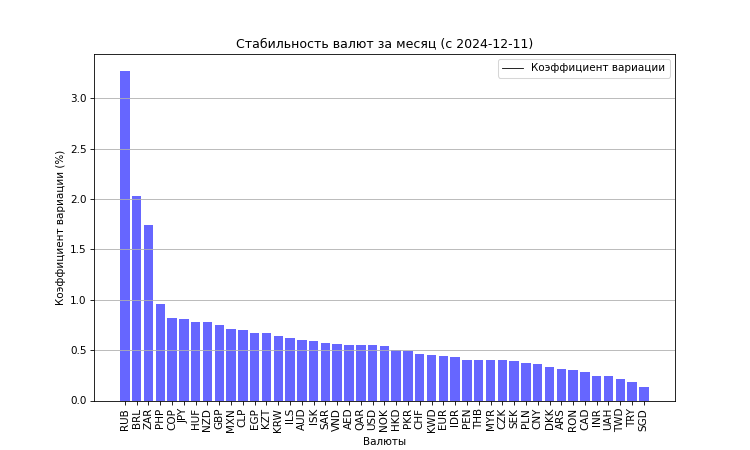 Стабильность валют за месяц (с 2024-12-11)
Коэффициент вариации
Коэффициент вариации (%)
3.0
2.5
2.0
1.5
1.0
0.5
0.0
RUB BRL ZAR PHP COP JPY HUF NZD GBP MXN CLP EGP KZT KRW ILS AUD ISK SAR VND AED QAR USD NOK HKD PKR CHF KWD EUR IDR PEN THB MYR CZK SEK PLN CNY DKK ARS RON CAD INR UAH TWD TRY SGD
Валюты